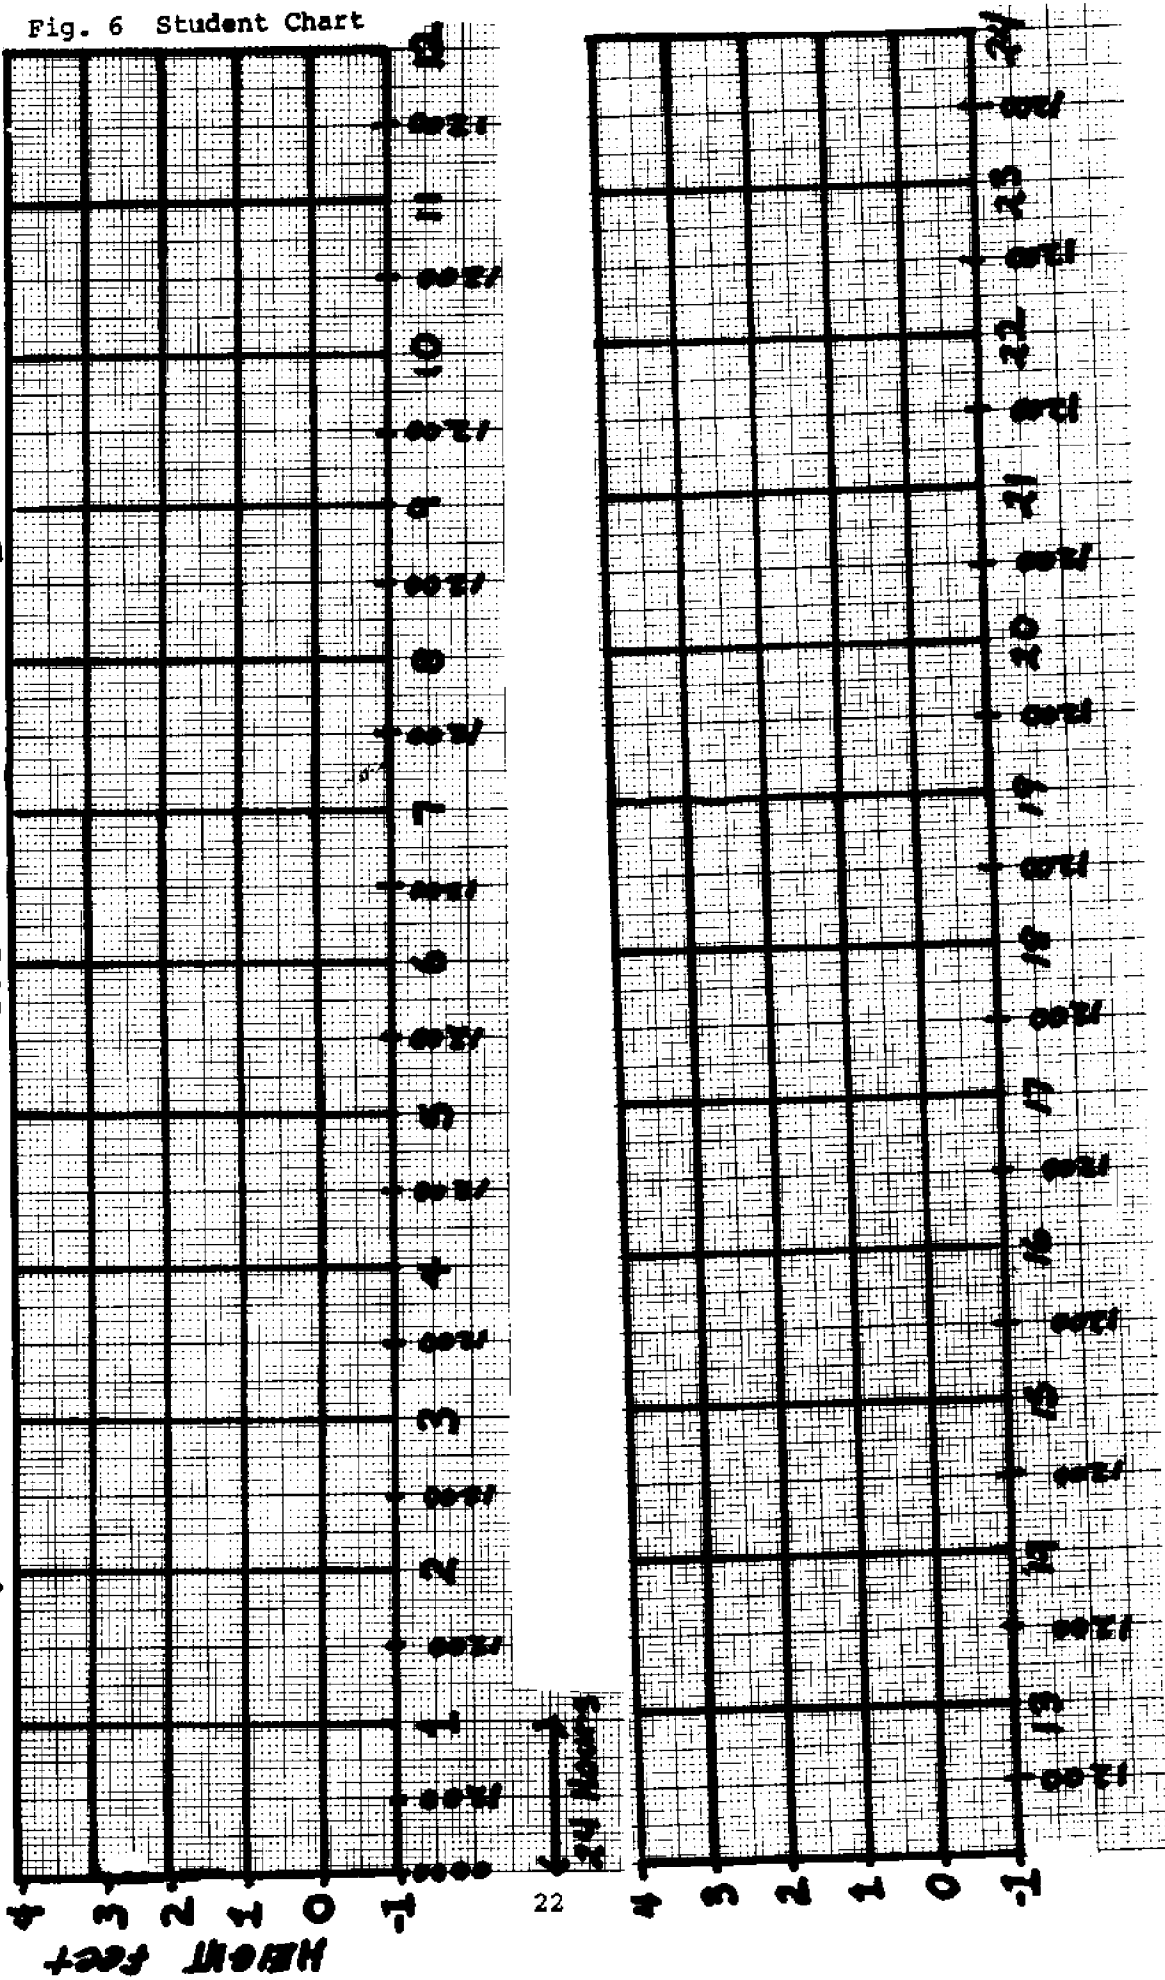 Fig. 6 Student Chart
HEIGHT feet
4 3 2 1 0 -1
0000 1200 1 1200 2 1200 3 1200 4 1200 5 1200 6 1200 7 1200 8 1200 9 1200 10 1200 11 1200 12
24 Hours
4 3 2 1 0 -1
1200 13 1200 14 1200 15 1200 16 1200 17 1200 18 1200 19 1200 20 1200 21 1200 22 1200 23 1200 24
22